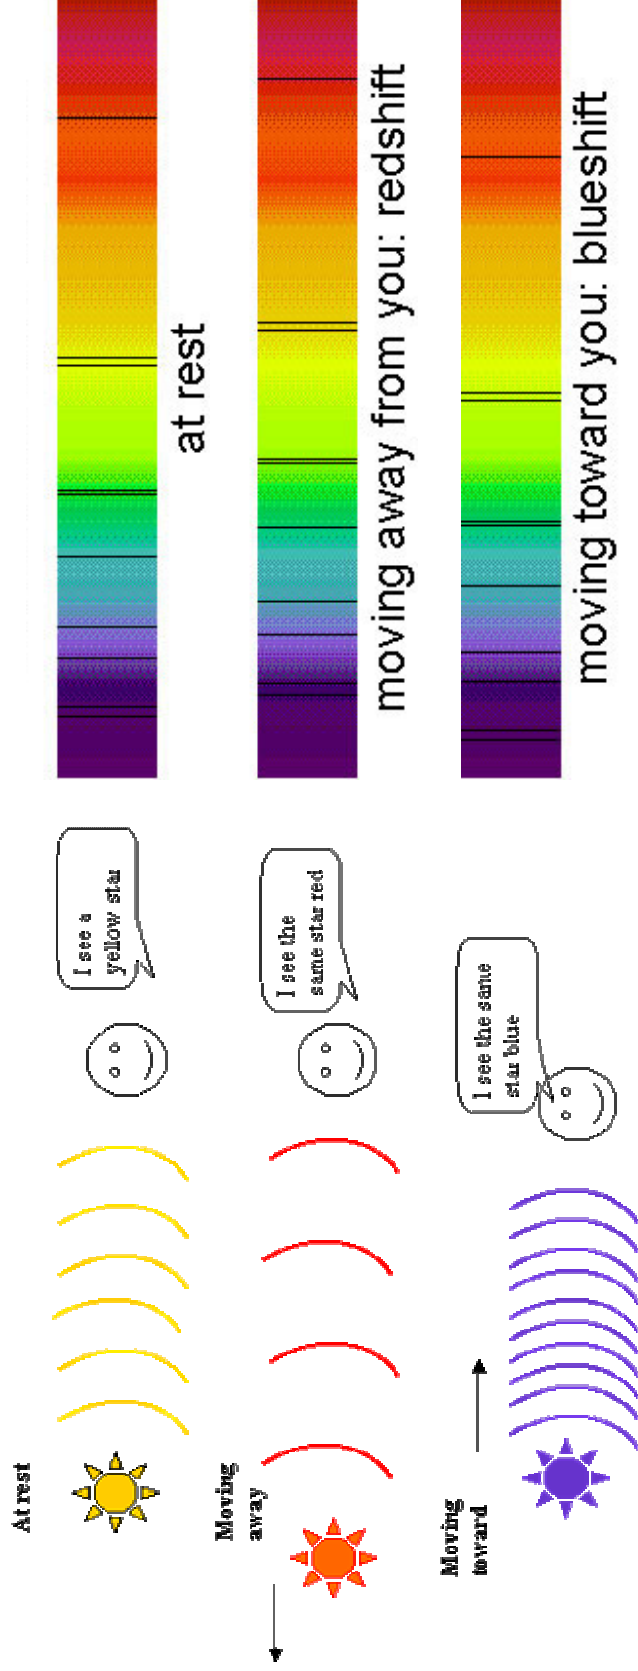 At rest
I see a
yellow star
at rest
Moving
away
I see the
same star red
moving away from you: redshift
Moving
toward
I see the same
star blue
moving toward you: blueshift